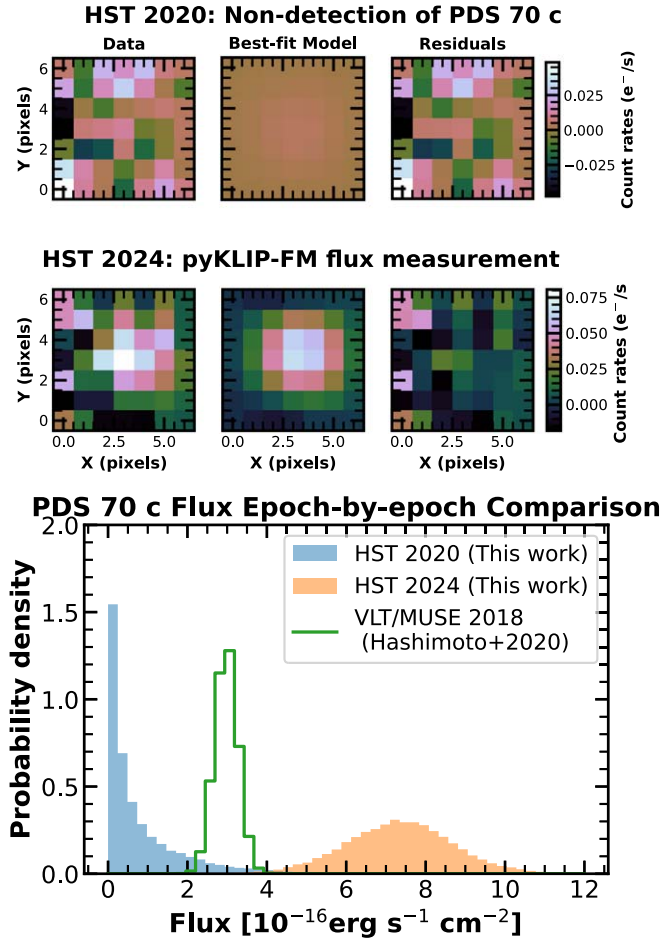 HST 2020: Non-detection of PDS 70 c
Data Best-fit Model Residuals
Y (pixels)
6
4
2
0
0.025
0.000
−0.025
Count rates (e⁻/s)
HST 2024: pyKLIP-FM flux measurement
Y (pixels)
6
4
2
0
0.0 2.5 5.0 0.0 2.5 5.0 0.0 2.5 5.0
X (pixels) X (pixels) X (pixels)
0.075
0.050
0.025
0.000
Count rates (e⁻/s
PDS 70 c Flux Epoch-by-epoch Comparison
Probability density
2.0
1.5
1.0
0.5
0.0
HST 2020 (This work)
HST 2024 (This work)
VLT/MUSE 2018
(Hashimoto+2020)
0 2 4 6 8 10 12
Flux [10⁻¹⁶erg s⁻¹ cm⁻²]